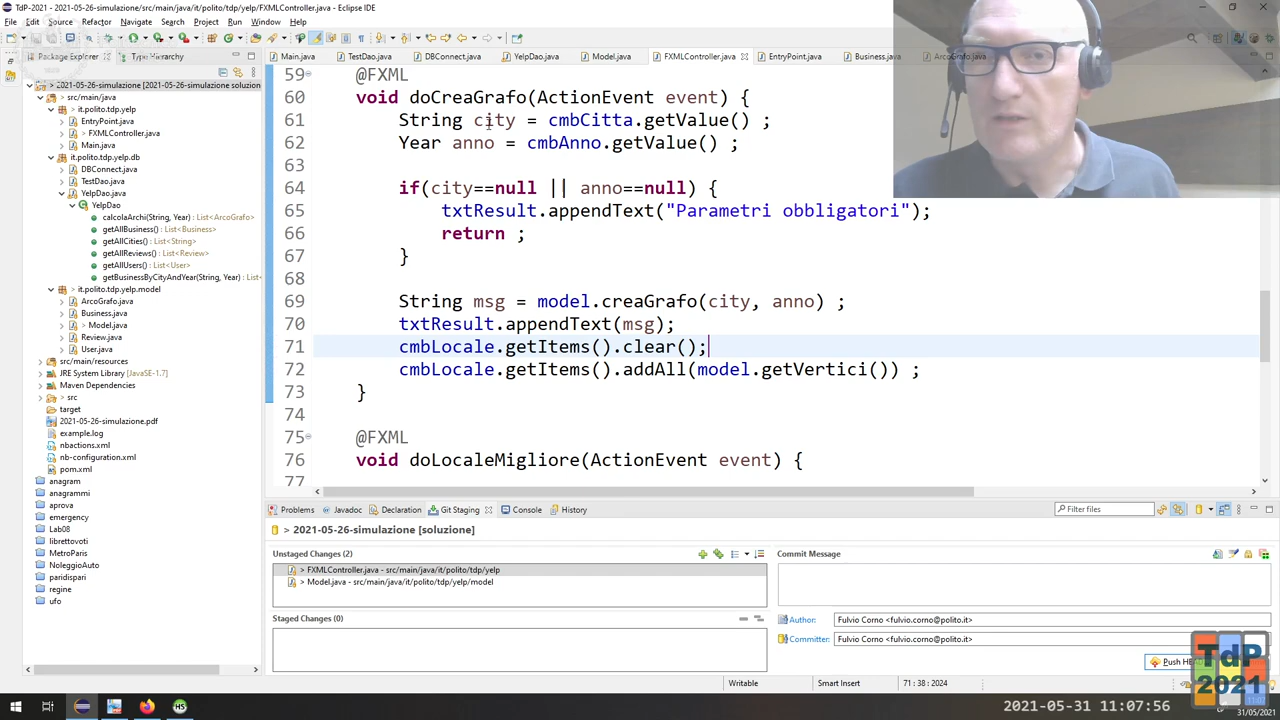 TdP-2021 - 2021-05-26-simulazione/src/main/java/it/polito/tdp/yelp/FXMLController.java - Eclipse IDE
File Edit Source Refactor Navigate Search Project Run Window Help
Package Explorer Type Hierarchy
Main.java TestDao.java DBConnect.java YelpDao.java Model.java FXMLController.java EntryPoint.java Business.java ArcoGrafo.java
> 2021-05-26-simulazione [2021-05-26-simulazione soluzion
src/main/java
it.polito.tdp.yelp
EntryPoint.java
> FXMLController.java
Main.java
it.polito.tdp.yelp.db
DBConnect.java
TestDao.java
YelpDao.java
YelpDao
calcolaArchi(String, Year) : List<ArcoGrafo>
getAllBusiness() : List<Business>
getAllCities() : List<String>
getAllReviews() : List<Review>
getAllUsers() : List<User>
getBusinessByCityAndYear(String, Year) : List
> it.polito.tdp.yelp.model
ArcoGrafo.java
Business.java
> Model.java
Review.java
User.java
src/main/resources
JRE System Library [JavaSE-1.7]
Maven Dependencies
> src
target
2021-05-26-simulazione.pdf
example.log
nbactions.xml
nb-configuration.xml
pom.xml
anagram
anagrammi
aprova
emergency
Lab08
librettovoti
MetroParis
NoleggioAuto
paridispari
regine
ufo
59 @FXML
60 void doCreaGrafo(ActionEvent event) {
61 String city = cmbCitta.getValue() ;
62 Year anno = cmbAnno.getValue() ;
63
64 if(city==null || anno==null) {
65 txtResult.appendText("Parametri obbligatori");
66 return ;
67 }
68
69 String msg = model.creaGrafo(city, anno) ;
70 txtResult.appendText(msg);
71 cmbLocale.getItems().clear();
72 cmbLocale.getItems().addAll(model.getVertici()) ;
73 }
74
75 @FXML
76 void doLocaleMigliore(ActionEvent event) {
77
Problems Javadoc Declaration Git Staging Console History
Filter files
> 2021-05-26-simulazione [soluzione]
Unstaged Changes (2)
> FXMLController.java - src/main/java/it/polito/tdp/yelp
> Model.java - src/main/java/it/polito/tdp/yelp/model
Staged Changes (0)
Commit Message
Author: Fulvio Corno <fulvio.corno@polito.it>
Committer: Fulvio Corno <fulvio.corno@polito.it>
Push HE
Writable Smart Insert 71 : 38 : 2024
TdP
2021
2021-05-31 11:07:56
31/05/2021